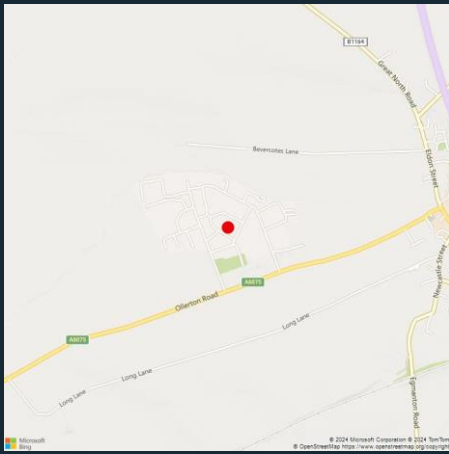 B1164
Great North Road
Bevercotes Lane
Eldon Street
A6075
Ollerton Road
Newcastle Street
Long Lane
A6075
Long Lane
Long Lane
Egmanton Road
Microsoft
Bing
© 2024 Microsoft Corporation © 2024 TomTom
© OpenStreetMap https://www.openstreetmap.org/copyright